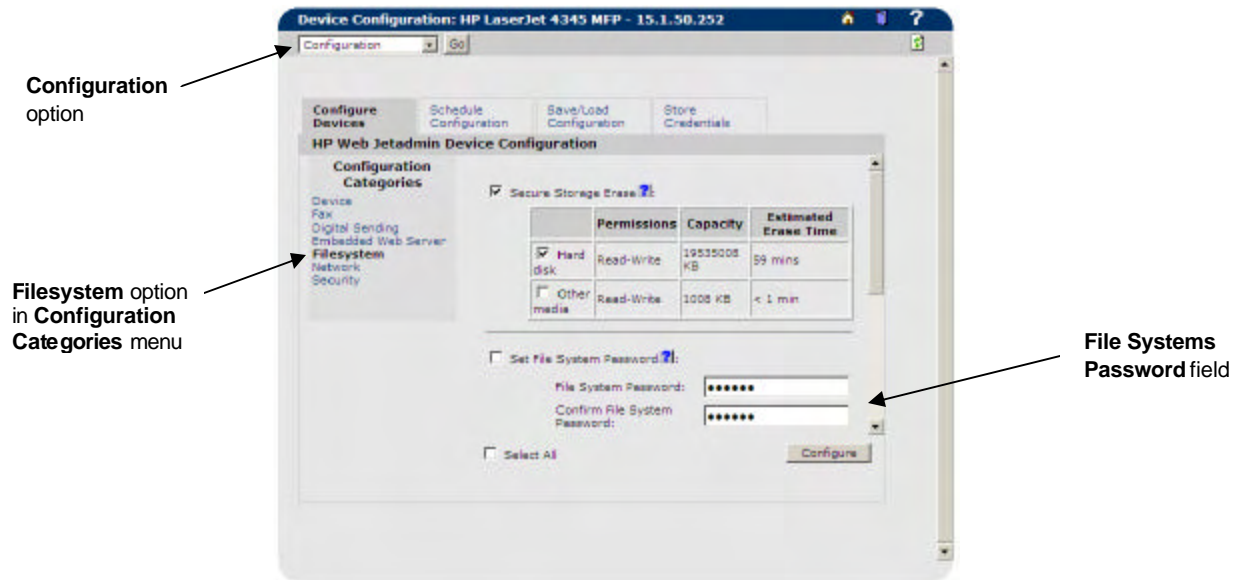 Device Configuration: HP LaserJet 4345 MFP - 15.1.50.252
?
Configuration
Go
Configuration
option
Configure
Devices
Schedule
Configuration
Save/Load
Configuration
Store
Credentials
HP Web Jetadmin Device Configuration
Configuration
Categories
Device
Fax
Digital Sending
Embedded Web Server
Filesystem
Network
Security
Filesystem option
in Configuration
Categories menu
Secure Storage Erase ?:
Permissions Capacity Estimated Erase Time
Hard disk Read-Write 19535008 KB 59 mins
Other media Read-Write 1008 KB < 1 min
Set File System Password ?:
File System Password: ••••••
Confirm File System
Password: ••••••
Select All
Configure
File Systems
Password field